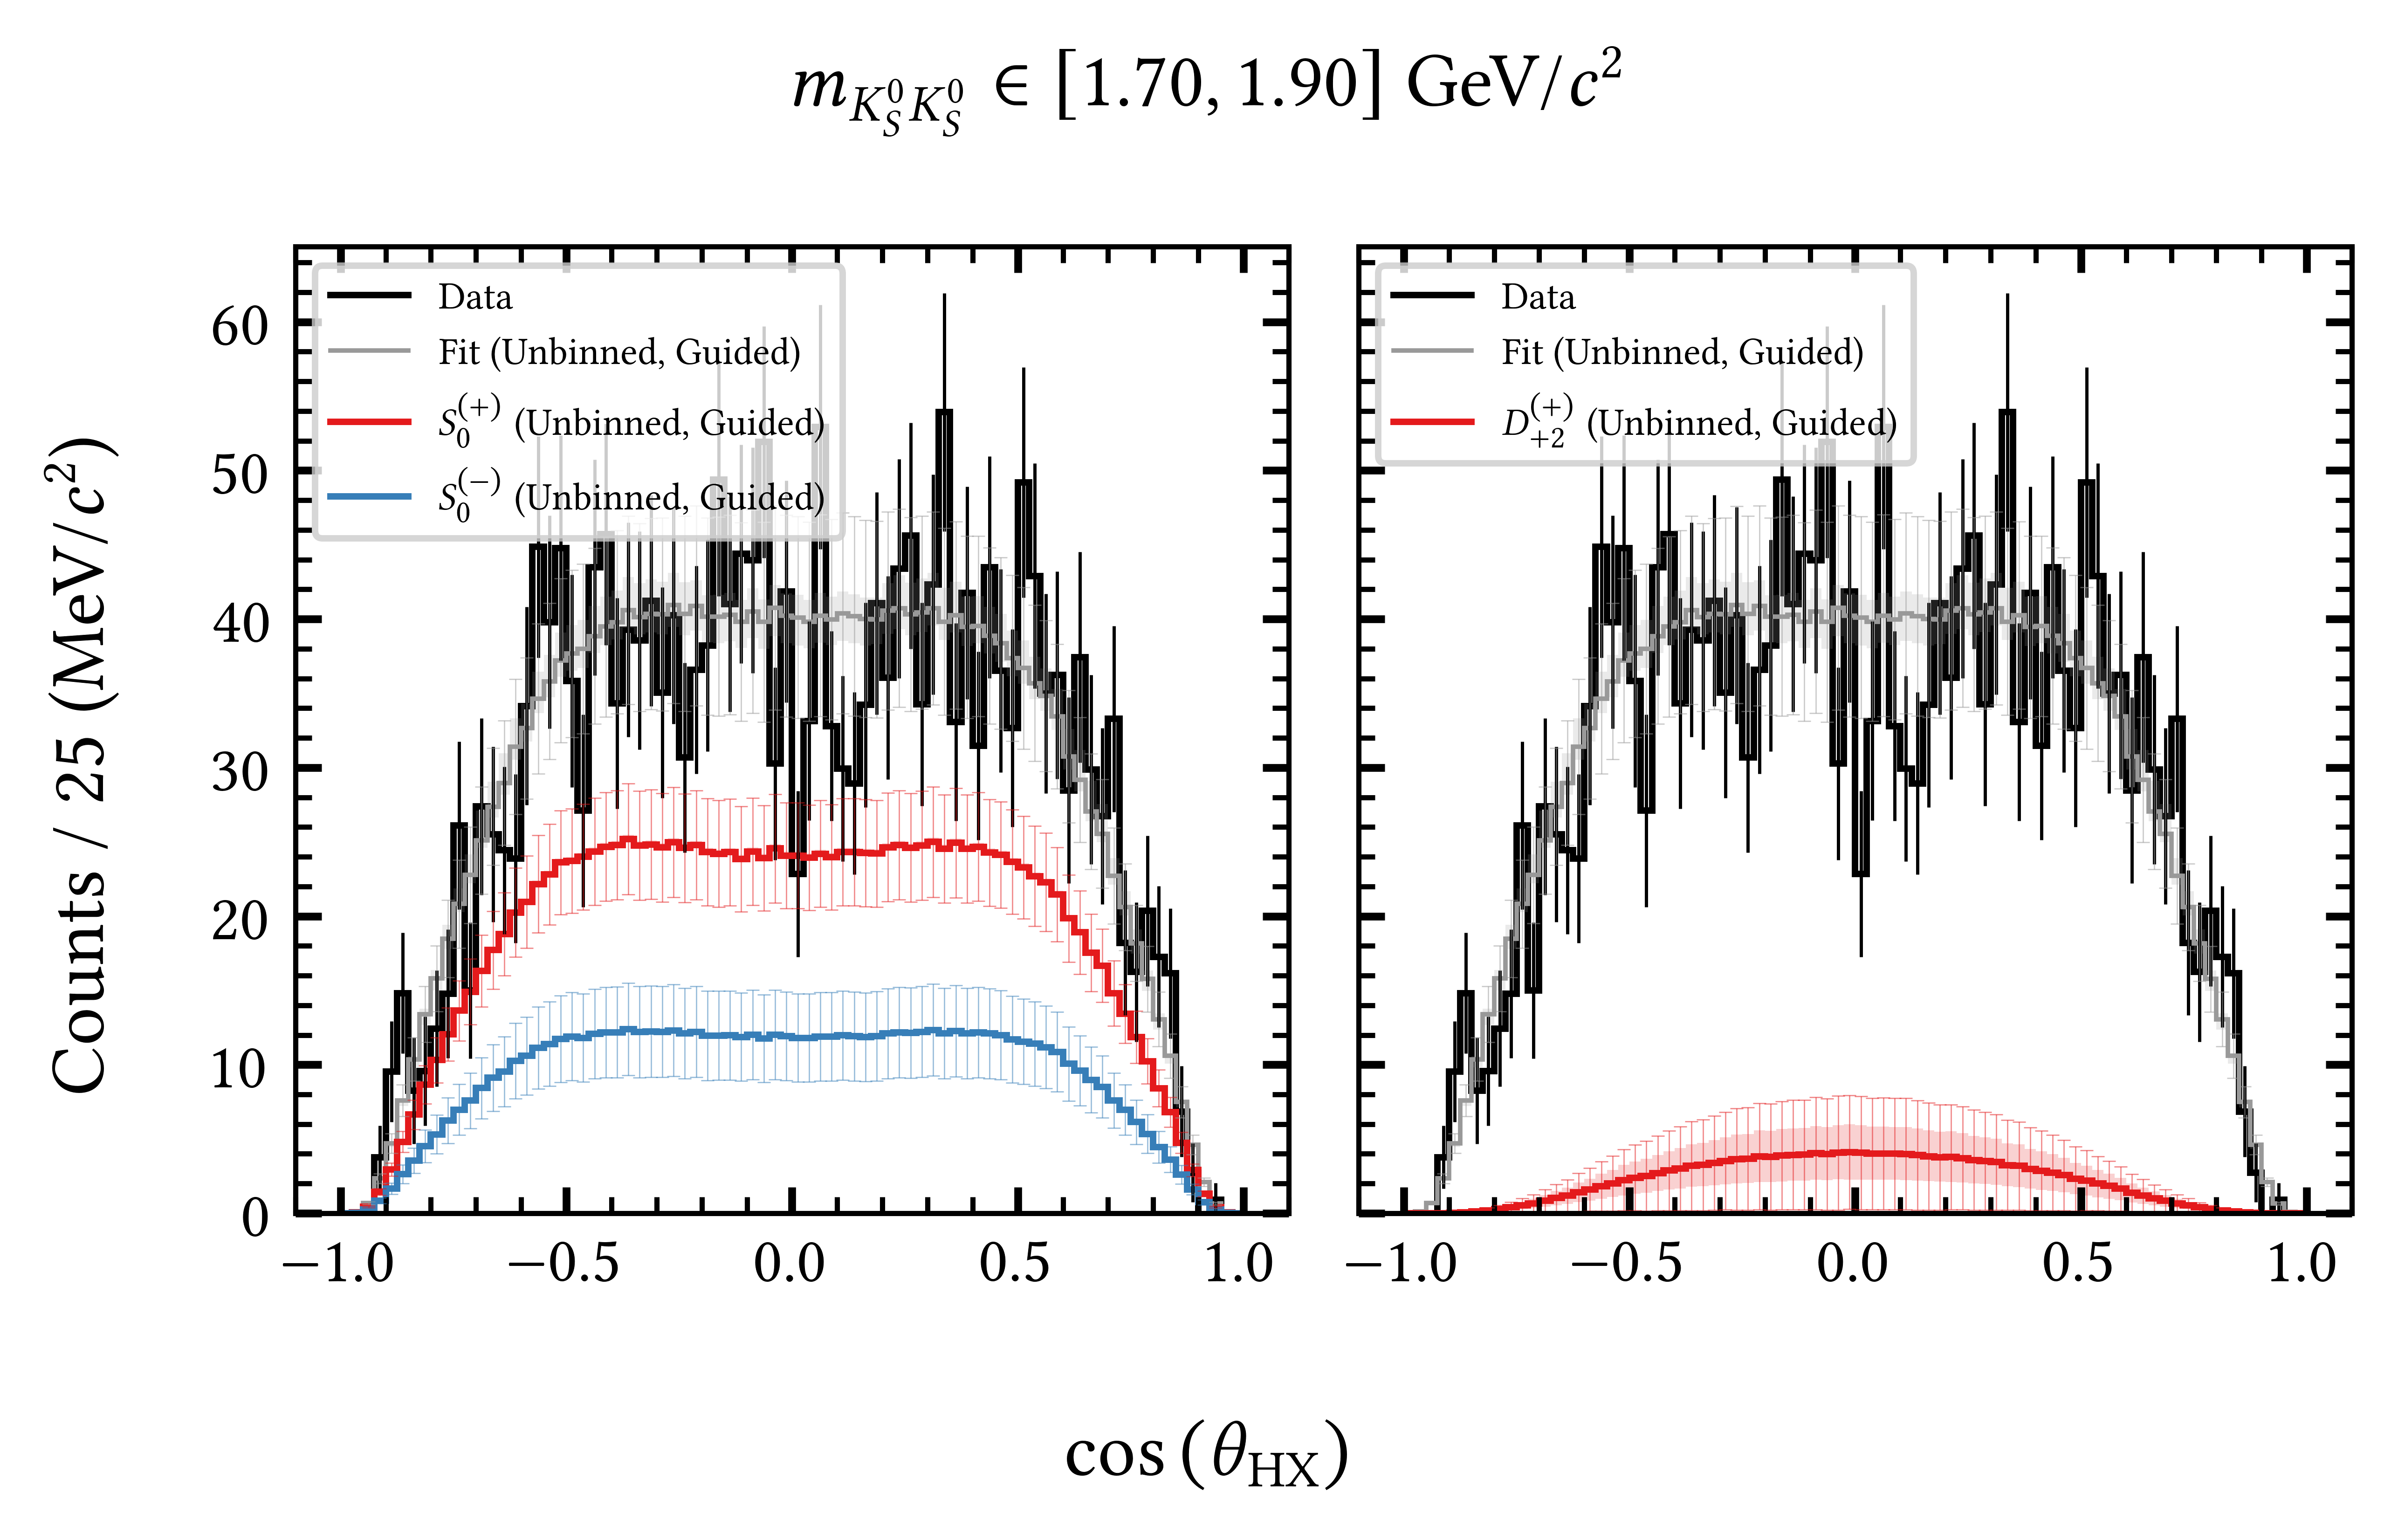 m_{K_S^0 K_S^0} ∈ [1.70, 1.90] GeV/c²
Counts / 25 (MeV/c²)
60
50
40
30
20
10
0
Data
Fit (Unbinned, Guided)
S_0^{(+)} (Unbinned, Guided)
S_0^{(−)} (Unbinned, Guided)
−1.0 −0.5 0.0 0.5 1.0
Data
Fit (Unbinned, Guided)
D_{+2}^{(+)} (Unbinned, Guided)
−1.0 −0.5 0.0 0.5 1.0
cos (θ_{HX})